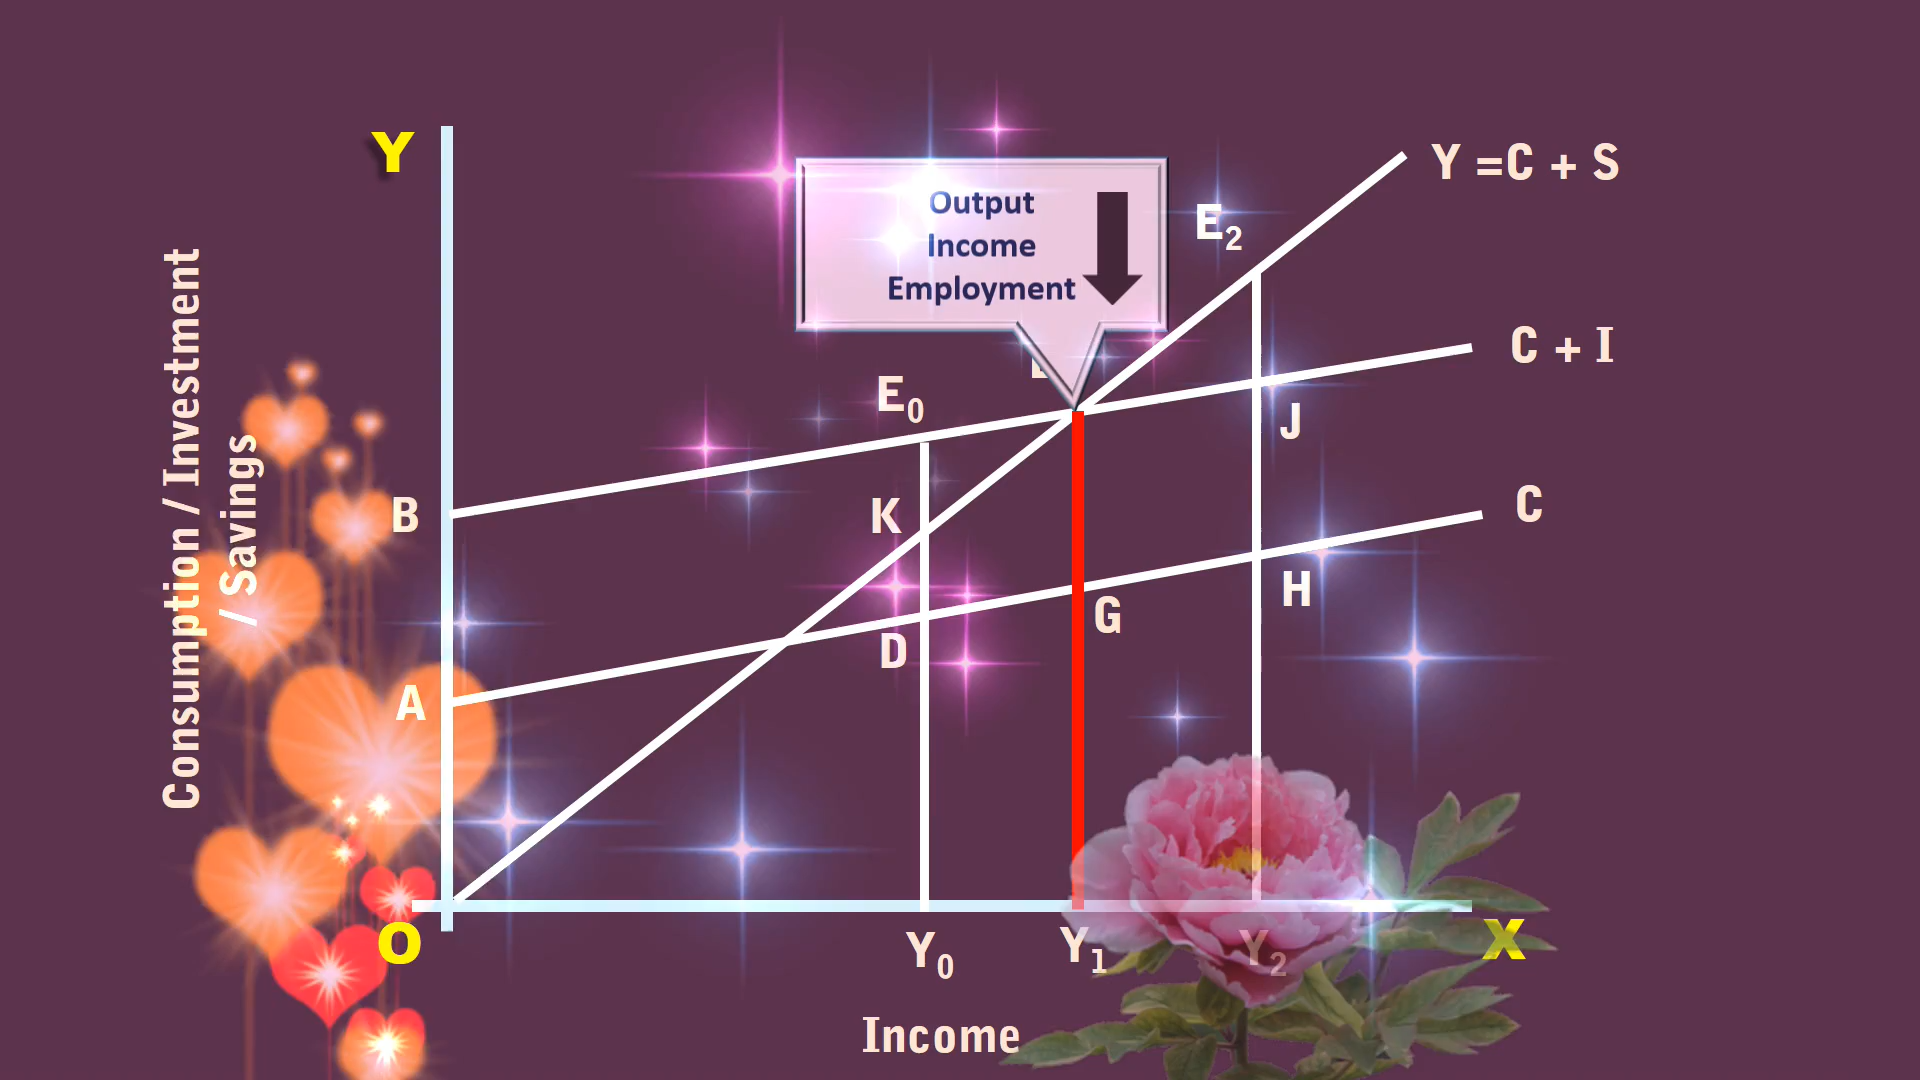 Y
Y =C + S
Output
Income
Employment
E2
C + I
E0
J
B
K
C
H
G
D
A
Consumption / Investment
/ Savings
O
Y0
Y1
Y2
X
Income